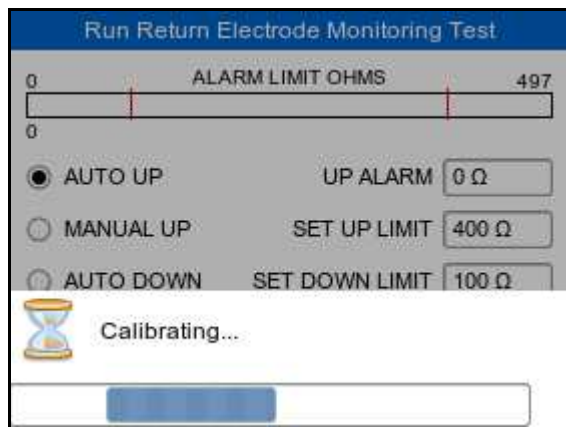 Run Return Electrode Monitoring Test
0 ALARM LIMIT OHMS 497
0
AUTO UP UP ALARM 0 Ω
MANUAL UP SET UP LIMIT 400 Ω
AUTO DOWN SET DOWN LIMIT 100 Ω
Calibrating...